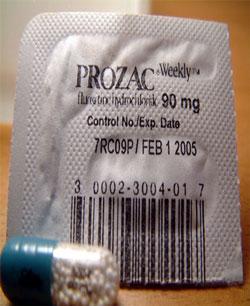 PROZAC® Weekly™
fluoxetine hydrochloride 90 mg
Control No./Exp. Date
7RC09P/ FEB 1 2005
3 0002-3004-01 7